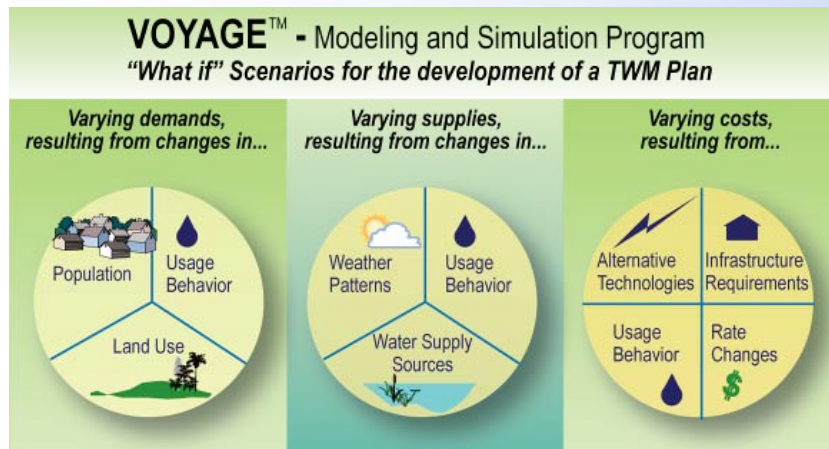 VOYAGE™ - Modeling and Simulation Program
“What if” Scenarios for the development of a TWM Plan
Varying demands,
resulting from changes in...
Population
Usage
Behavior
Land Use
Varying supplies,
resulting from changes in...
Weather
Patterns
Usage
Behavior
Water Supply
Sources
Varying costs,
resulting from...
Alternative
Technologies
Infrastructure
Requirements
Usage
Behavior
Rate
Changes
$